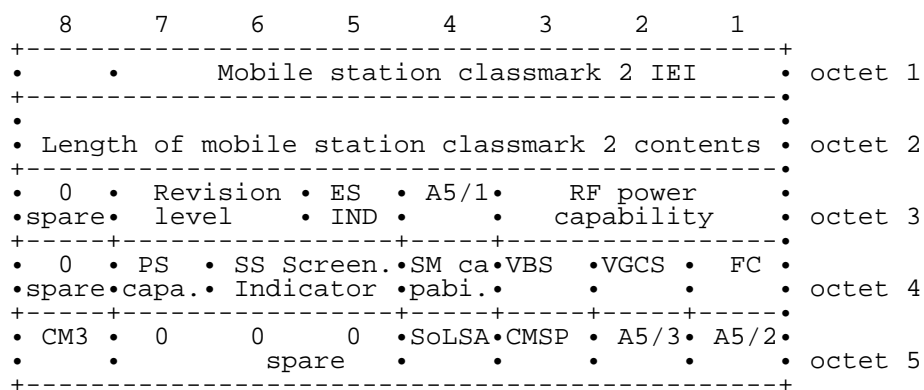 8 7 6 5 4 3 2 1
+-----------------------------------------------+
• • Mobile station classmark 2 IEI • octet 1
+-----------------------------------------------•
• •
• Length of mobile station classmark 2 contents • octet 2
+-----------------------------------------------•
• 0 • Revision • ES • A5/1• RF power •
•spare• level • IND • • capability • octet 3
+-----+-----------------+-----+-----------------•
• 0 • PS • SS Screen.•SM ca•VBS •VGCS • FC •
•spare•capa.• Indicator •pabi.• • • • octet 4
+-----+-----------------+-----+-----+-----+-----•
• CM3 • 0 0 0 •SoLSA•CMSP • A5/3• A5/2•
• • spare • • • • • octet 5
+-----------------------------------------------+